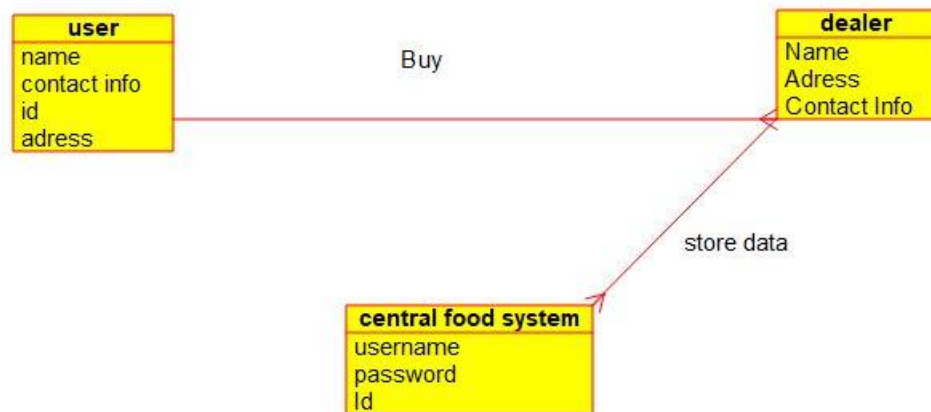 user
name
contact info
id
adress
Buy
dealer
Name
Adress
Contact Info
store data
central food system
username
password
Id